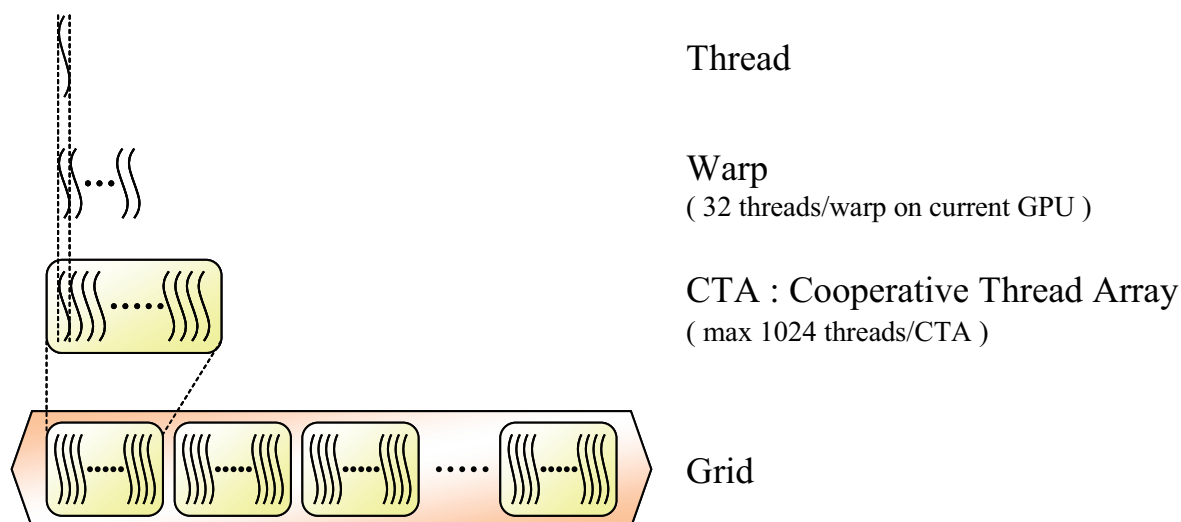 Thread
Warp
( 32 threads/warp on current GPU )
CTA : Cooperative Thread Array
( max 1024 threads/CTA )
Grid